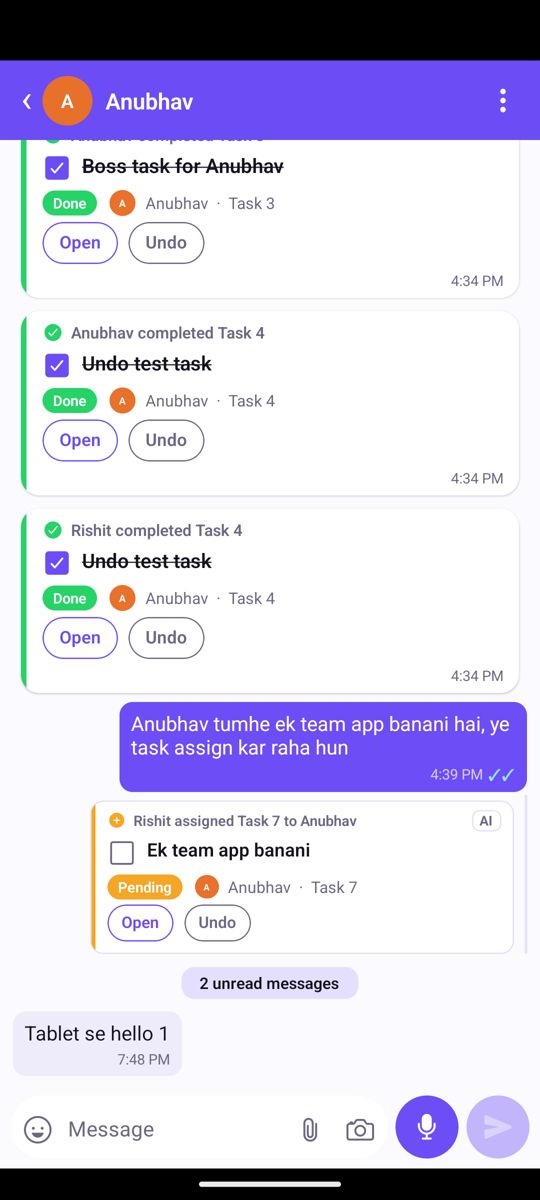 A
Anubhav
Anubhav completed Task 3
Boss task for Anubhav
Done A Anubhav · Task 3
Open Undo
4:34 PM
Anubhav completed Task 4
Undo test task
Done A Anubhav · Task 4
Open Undo
4:34 PM
Rishit completed Task 4
Undo test task
Done A Anubhav · Task 4
Open Undo
4:34 PM
Anubhav tumhe ek team app banani hai, ye
task assign kar raha hun
4:39 PM
Rishit assigned Task 7 to Anubhav AI
Ek team app banani
Pending A Anubhav · Task 7
Open Undo
2 unread messages
Tablet se hello 1
7:48 PM
Message